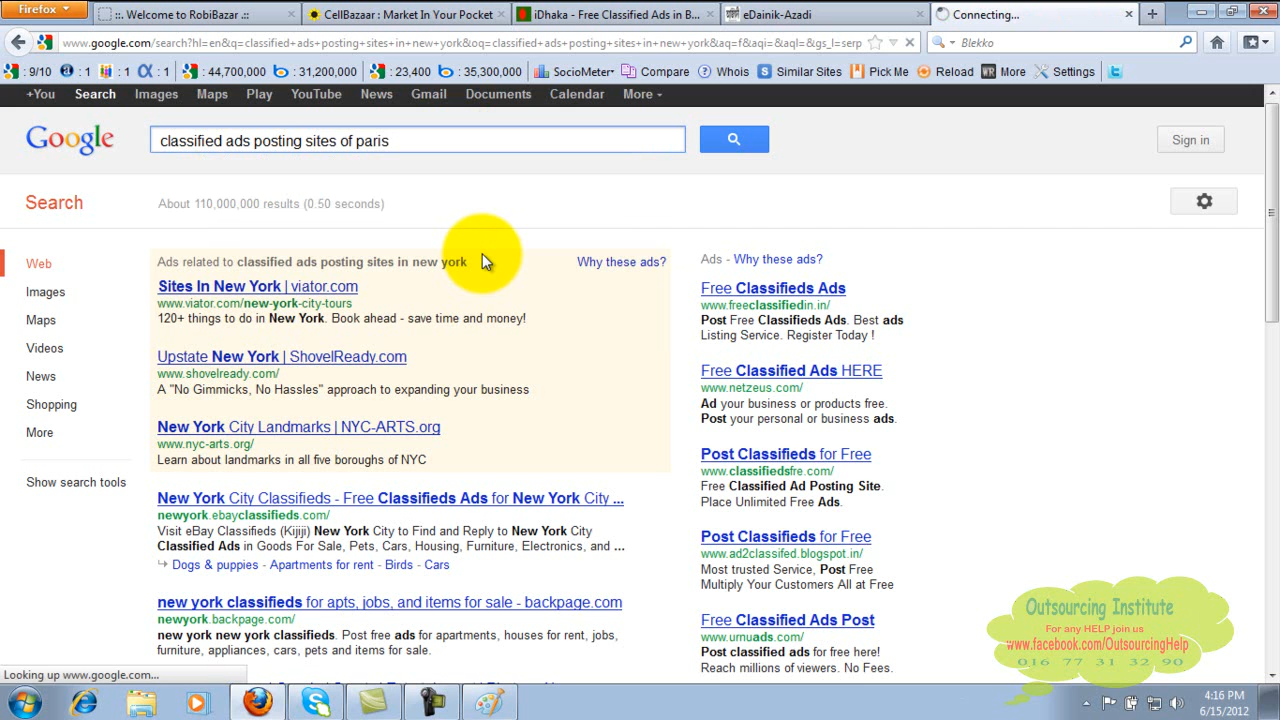 Firefox
::. Welcome to RobiBazar .::
CellBazaar : Market In Your Pocket
iDhaka - Free Classified Ads in B...
eDainik-Azadi
Connecting...
www.google.com/search?hl=en&q=classified+ads+posting+sites+in+new+york&oq=classified+ads+posting+sites+in+new+york&aq=f&aqi=&aql=&gs_l=serp
Blekko
: 9/10 : 1 : 1 : 1 : 44,700,000 : 31,200,000 : 23,400 : 35,300,000 SocioMeter Compare Whois Similar Sites Pick Me Reload More Settings
+You Search Images Maps Play YouTube News Gmail Documents Calendar More
Google
classified ads posting sites of paris
Sign in
Search
About 110,000,000 results (0.50 seconds)
Web
Images
Maps
Videos
News
Shopping
More
Show search tools
Ads related to classified ads posting sites in new york
Why these ads?
Sites In New York | viator.com
www.viator.com/new-york-city-tours
120+ things to do in New York. Book ahead - save time and money!
Upstate New York | ShovelReady.com
www.shovelready.com/
A "No Gimmicks, No Hassles" approach to expanding your business
New York City Landmarks | NYC-ARTS.org
www.nyc-arts.org/
Learn about landmarks in all five boroughs of NYC
New York City Classifieds - Free Classifieds Ads for New York City ...
newyork.ebayclassifieds.com/
Visit eBay Classifieds (Kijiji) New York City to Find and Reply to New York City
Classified Ads in Goods For Sale, Pets, Cars, Housing, Furniture, Electronics, and ...
Dogs & puppies - Apartments for rent - Birds - Cars
new york classifieds for apts, jobs, and items for sale - backpage.com
newyork.backpage.com/
new york new york classifieds. Post free ads for apartments, houses for rent, jobs,
furniture, appliances, cars, pets and items for sale.
Ads - Why these ads?
Free Classifieds Ads
www.freeclassifiedin.in/
Post Free Classifieds Ads. Best ads
Listing Service. Register Today !
Free Classified Ads HERE
www.netzeus.com/
Ad your business or products free.
Post your personal or business ads.
Post Classifieds for Free
www.classifiedsfre.com/
Free Classified Ad Posting Site.
Place Unlimited Free Ads.
Post Classifieds for Free
www.ad2classifed.blogspot.in/
Most trusted Service, Post Free
Multiply Your Customers All at Free
Free Classified Ads Post
www.umuads.com/
Post classified ads for free here!
Reach millions of viewers. No Fees.
Outsourcing Institute
For any HELP join us
www.facebook.com/OutsourcingHelp
016 77 31 32 90
Looking up www.google.com...
4:16 PM
6/15/2012